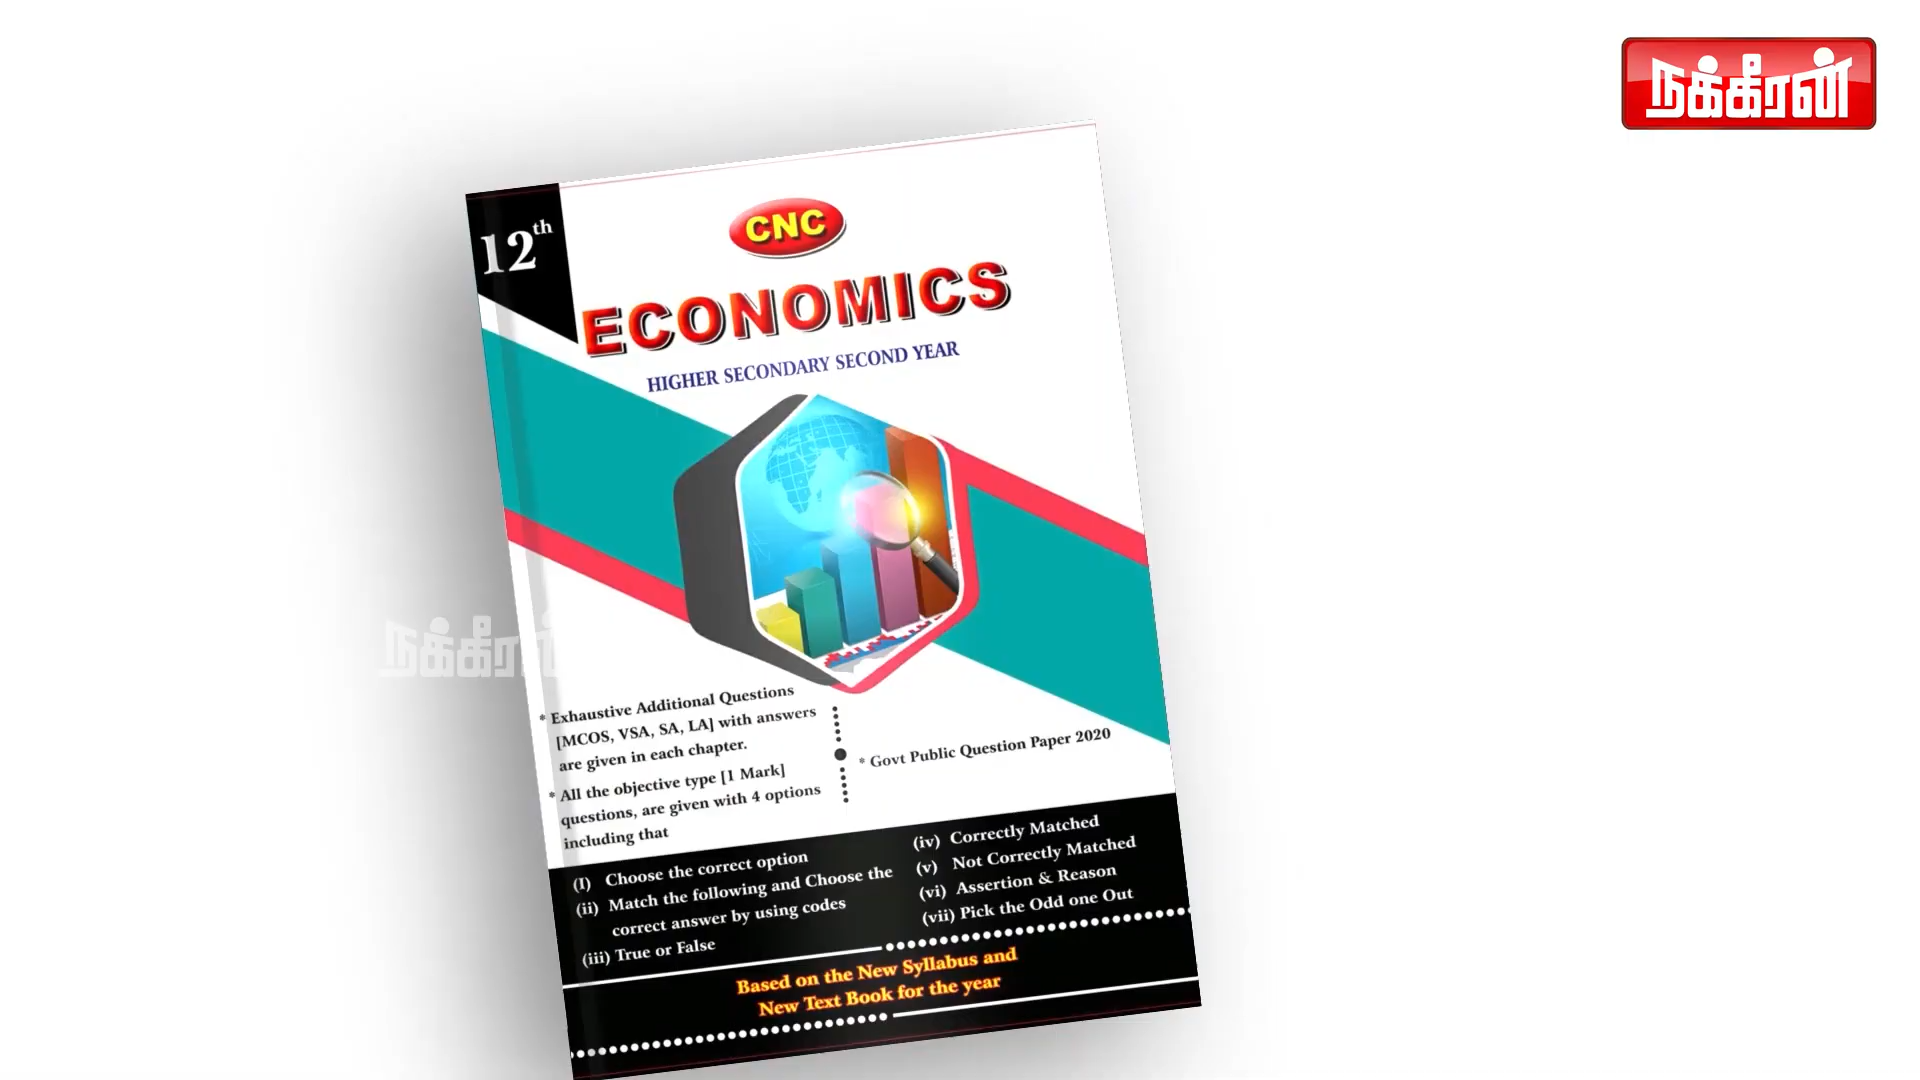 நக்கீரன்
12th
CNC
ECONOMICS
HIGHER SECONDARY SECOND YEAR
நக்கீரன்
* Exhaustive Additional Questions
[MCOS, VSA, SA, LA] with answers
are given in each chapter.
* All the objective type [1 Mark]
questions, are given with 4 options
including that
* Govt Public Question Paper 2020
(I) Choose the correct option
(ii) Match the following and Choose the
correct answer by using codes
(iii) True or False
(iv) Correctly Matched
(v) Not Correctly Matched
(vi) Assertion & Reason
(vii) Pick the Odd one Out
Based on the New Syllabus and
New Text Book for the year